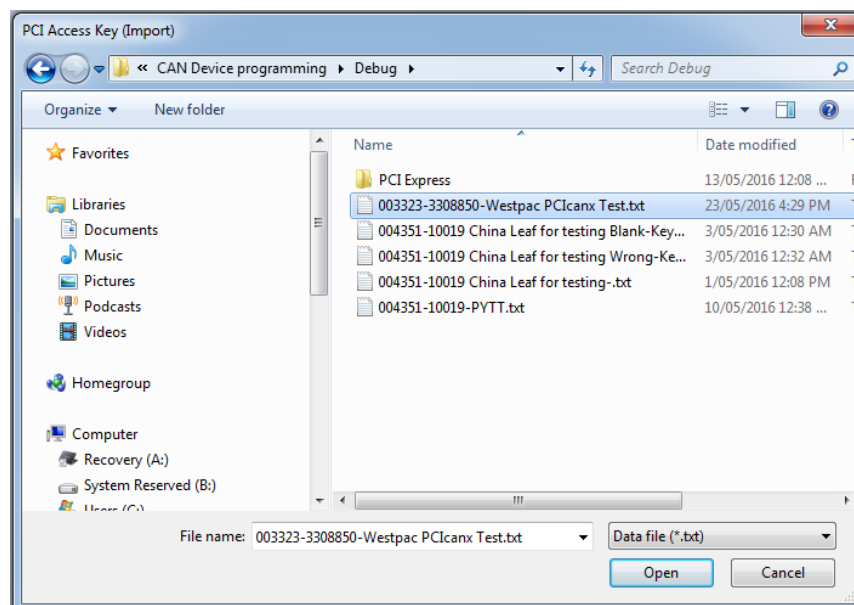 PCI Access Key (Import)
« CAN Device programming Debug
Search Debug
Organize New folder
Favorites
Libraries
Documents
Music
Pictures
Podcasts
Videos
Homegroup
Computer
Recovery (A:)
System Reserved (B:)
Users (C:)
Name Date modified
PCI Express 13/05/2016 12:08 ...
003323-3308850-Westpac PCIcanx Test.txt 23/05/2016 4:29 PM
004351-10019 China Leaf for testing Blank-Key... 3/05/2016 12:30 AM
004351-10019 China Leaf for testing Wrong-Ke... 3/05/2016 12:32 AM
004351-10019 China Leaf for testing-.txt 1/05/2016 12:08 PM
004351-10019-PYTT.txt 10/05/2016 12:38 ...
File name: 003323-3308850-Westpac PCIcanx Test.txt Data file (*.txt)
Open Cancel